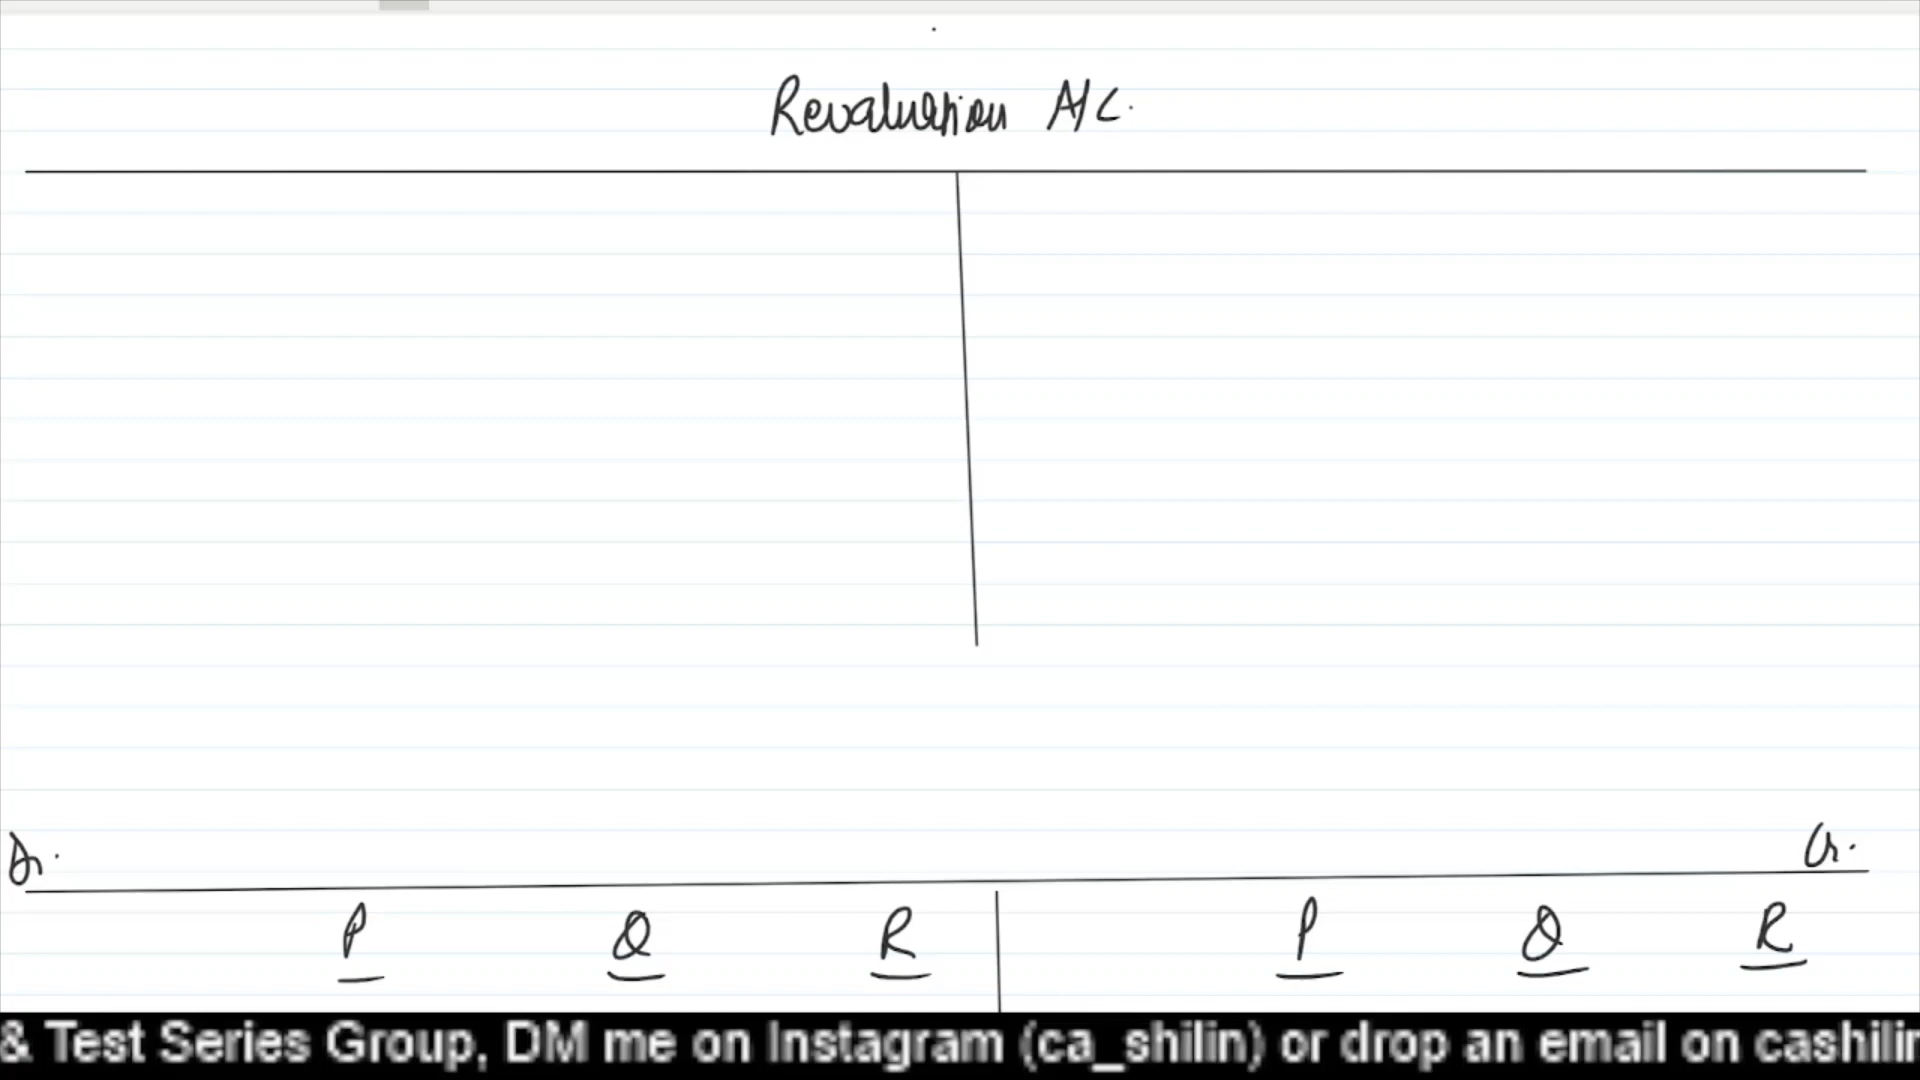 Revaluation A/C.
Dr. Cr.
P Q R P Q R
& Test Series Group, DM me on Instagram (ca_shilin) or drop an email on cashilin